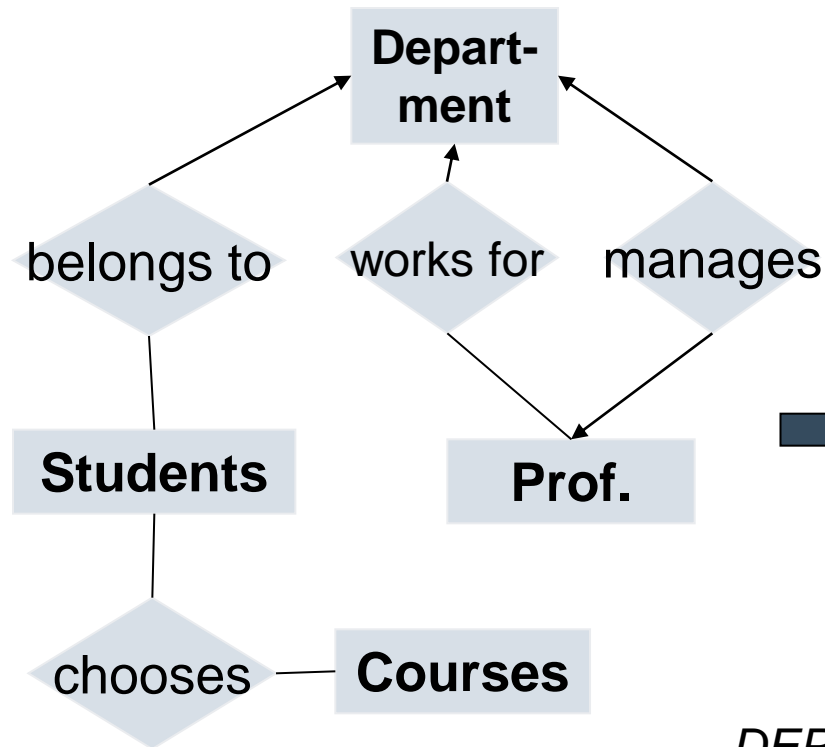 Depart-
ment
belongs to
works for
manages
Students
Prof.
chooses
Courses